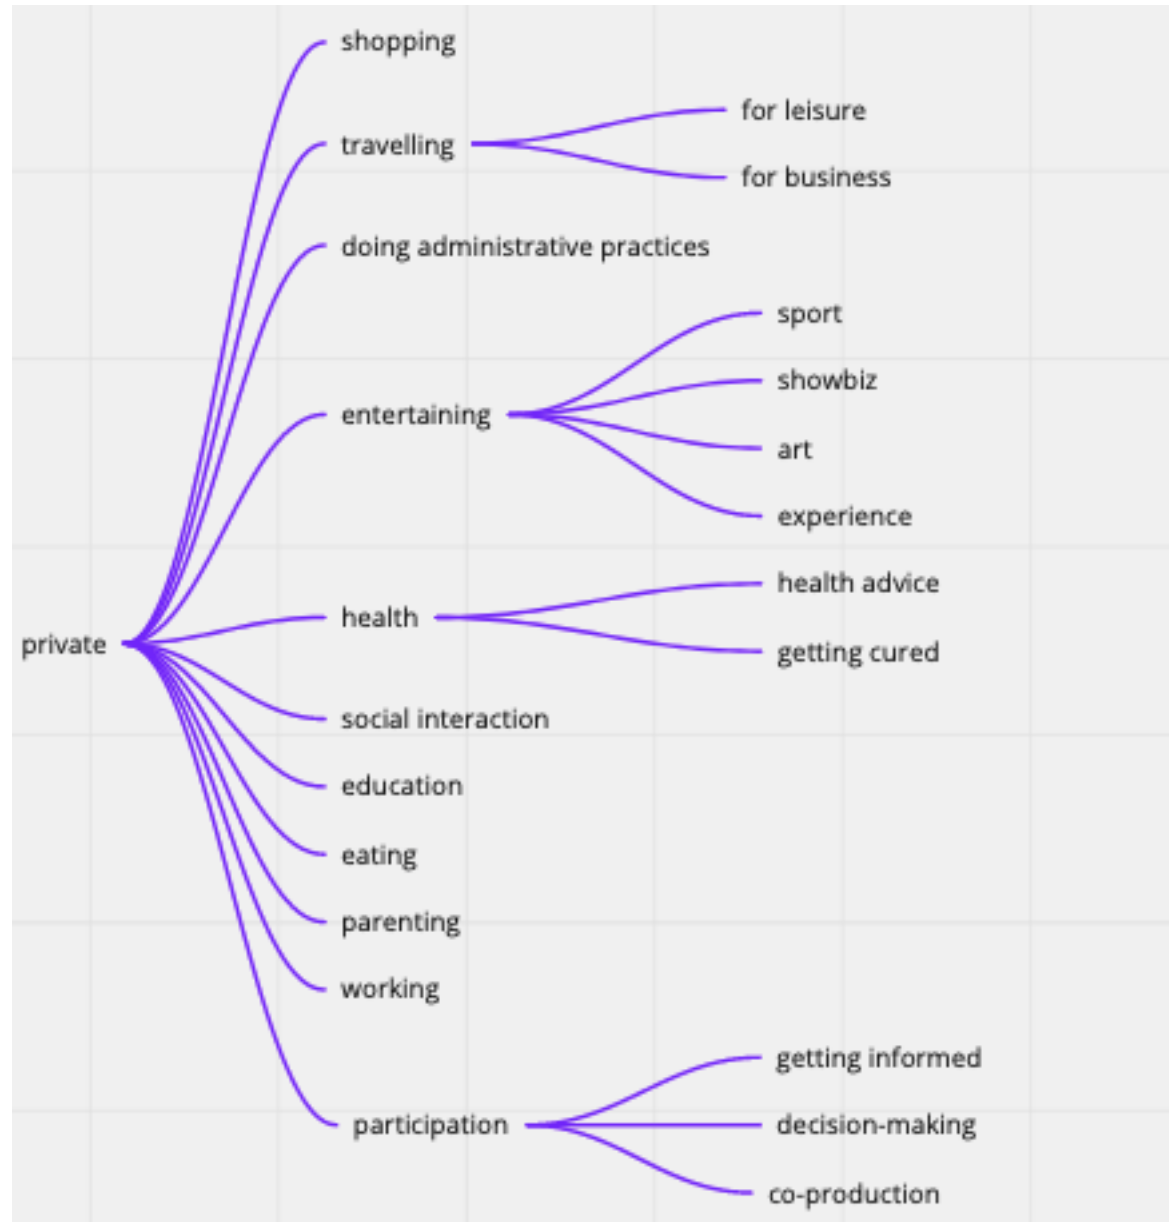 shopping
for leisure
travelling
for business
doing administrative practices
sport
showbiz
entertaining
art
experience
health advice
health
private
getting cured
social interaction
education
eating
parenting
working
getting informed
participation
decision-making
co-production